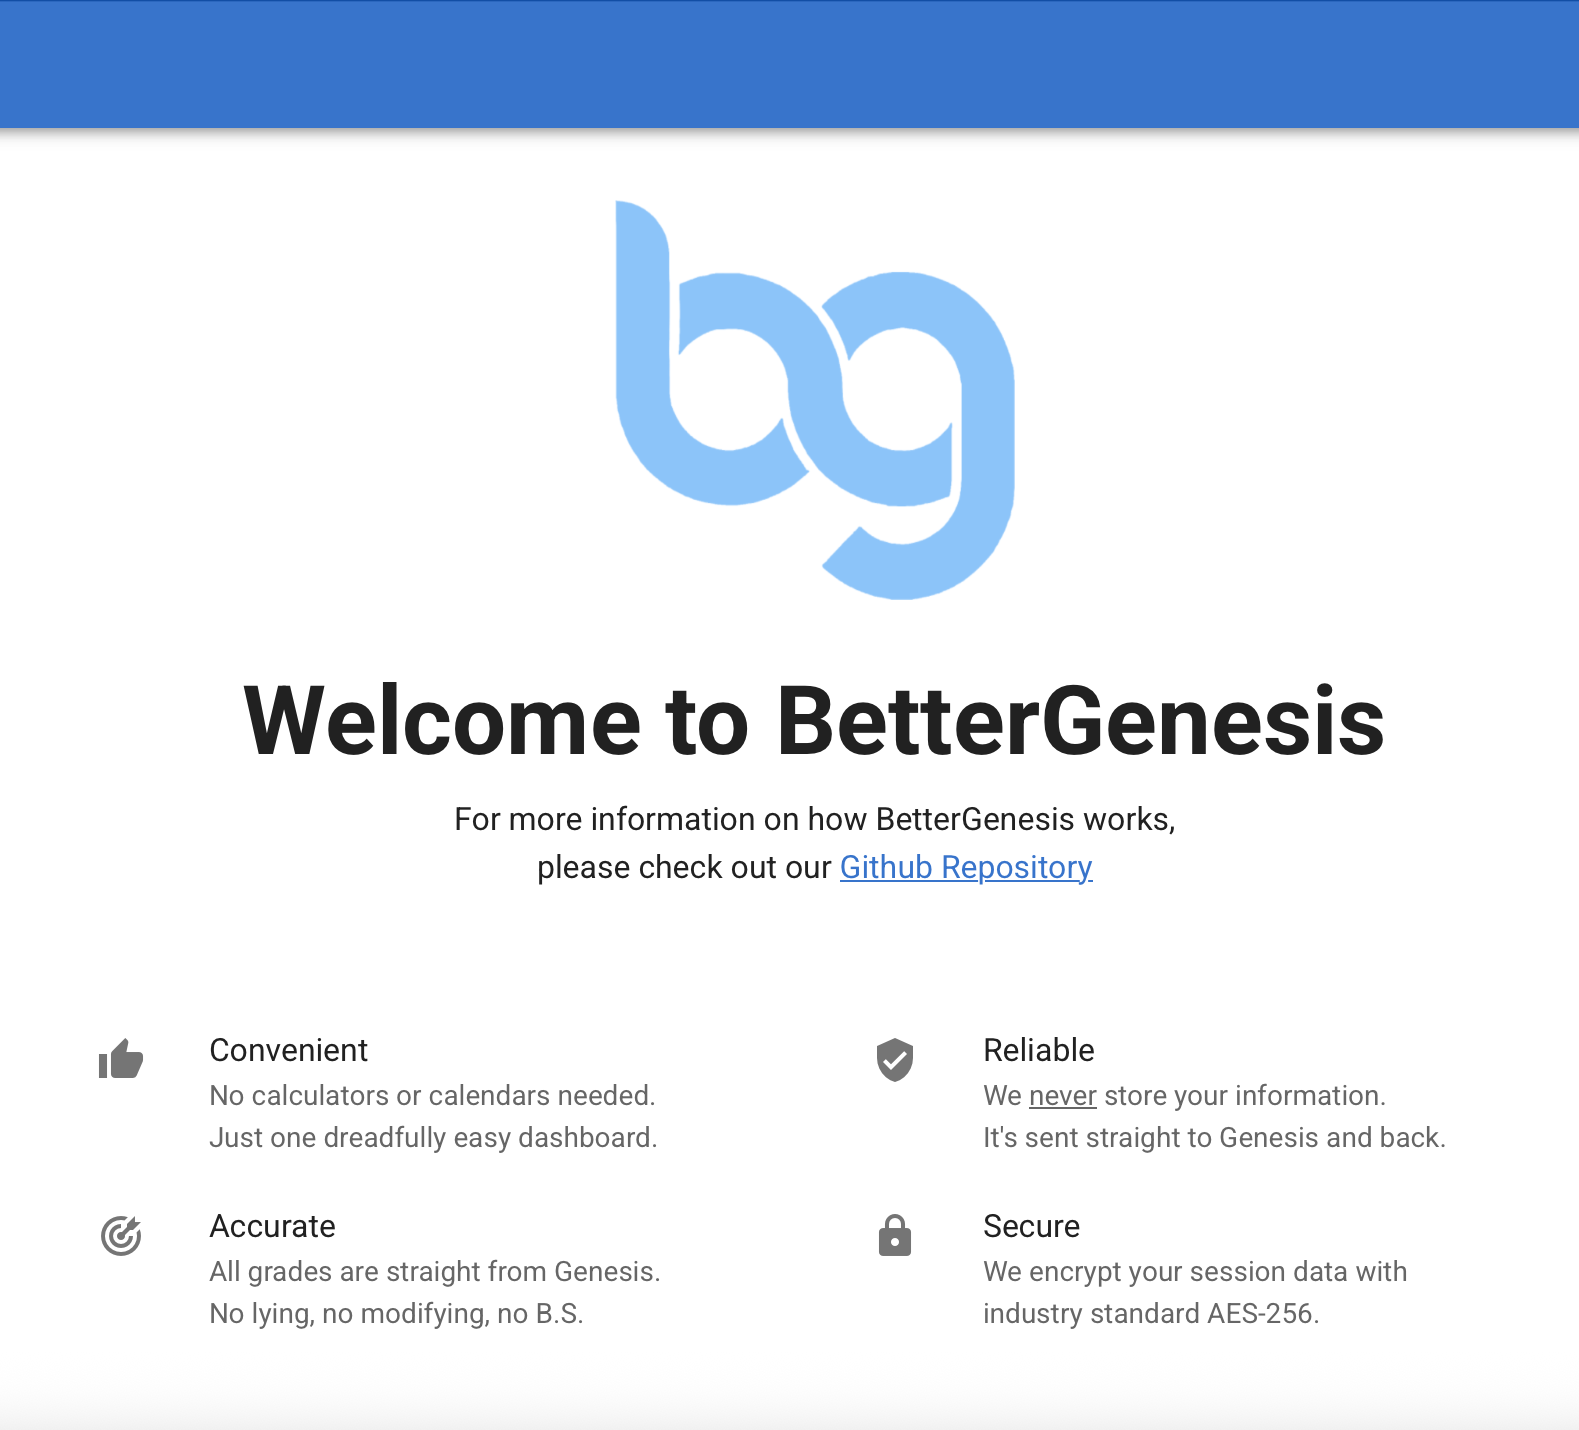 bg
Welcome to BetterGenesis
For more information on how BetterGenesis works,
please check out our Github Repository
Convenient
No calculators or calendars needed.
Just one dreadfully easy dashboard.
Reliable
We never store your information.
It's sent straight to Genesis and back.
Accurate
All grades are straight from Genesis.
No lying, no modifying, no B.S.
Secure
We encrypt your session data with
industry standard AES-256.